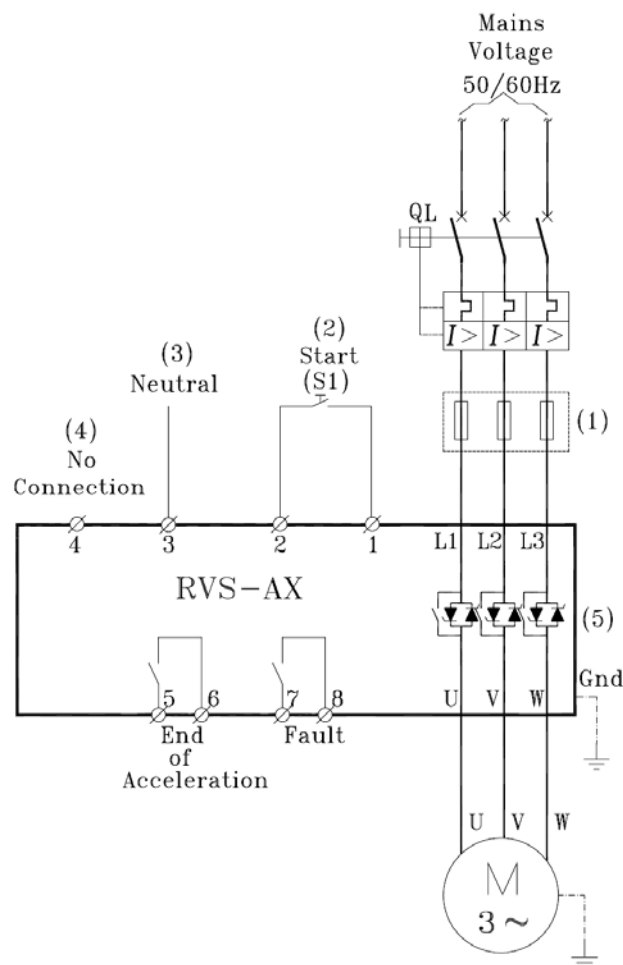 Mains
Voltage
50/60Hz
QL
I> I> I>
(1)
(2)
Start
(S1)
(3)
Neutral
(4)
No
Connection
4 3 2 1 L1 L2 L3
RVS-AX
(5)
Gnd
5 6 7 8 U V W
End
of
Acceleration
Fault
U V W
M
3~